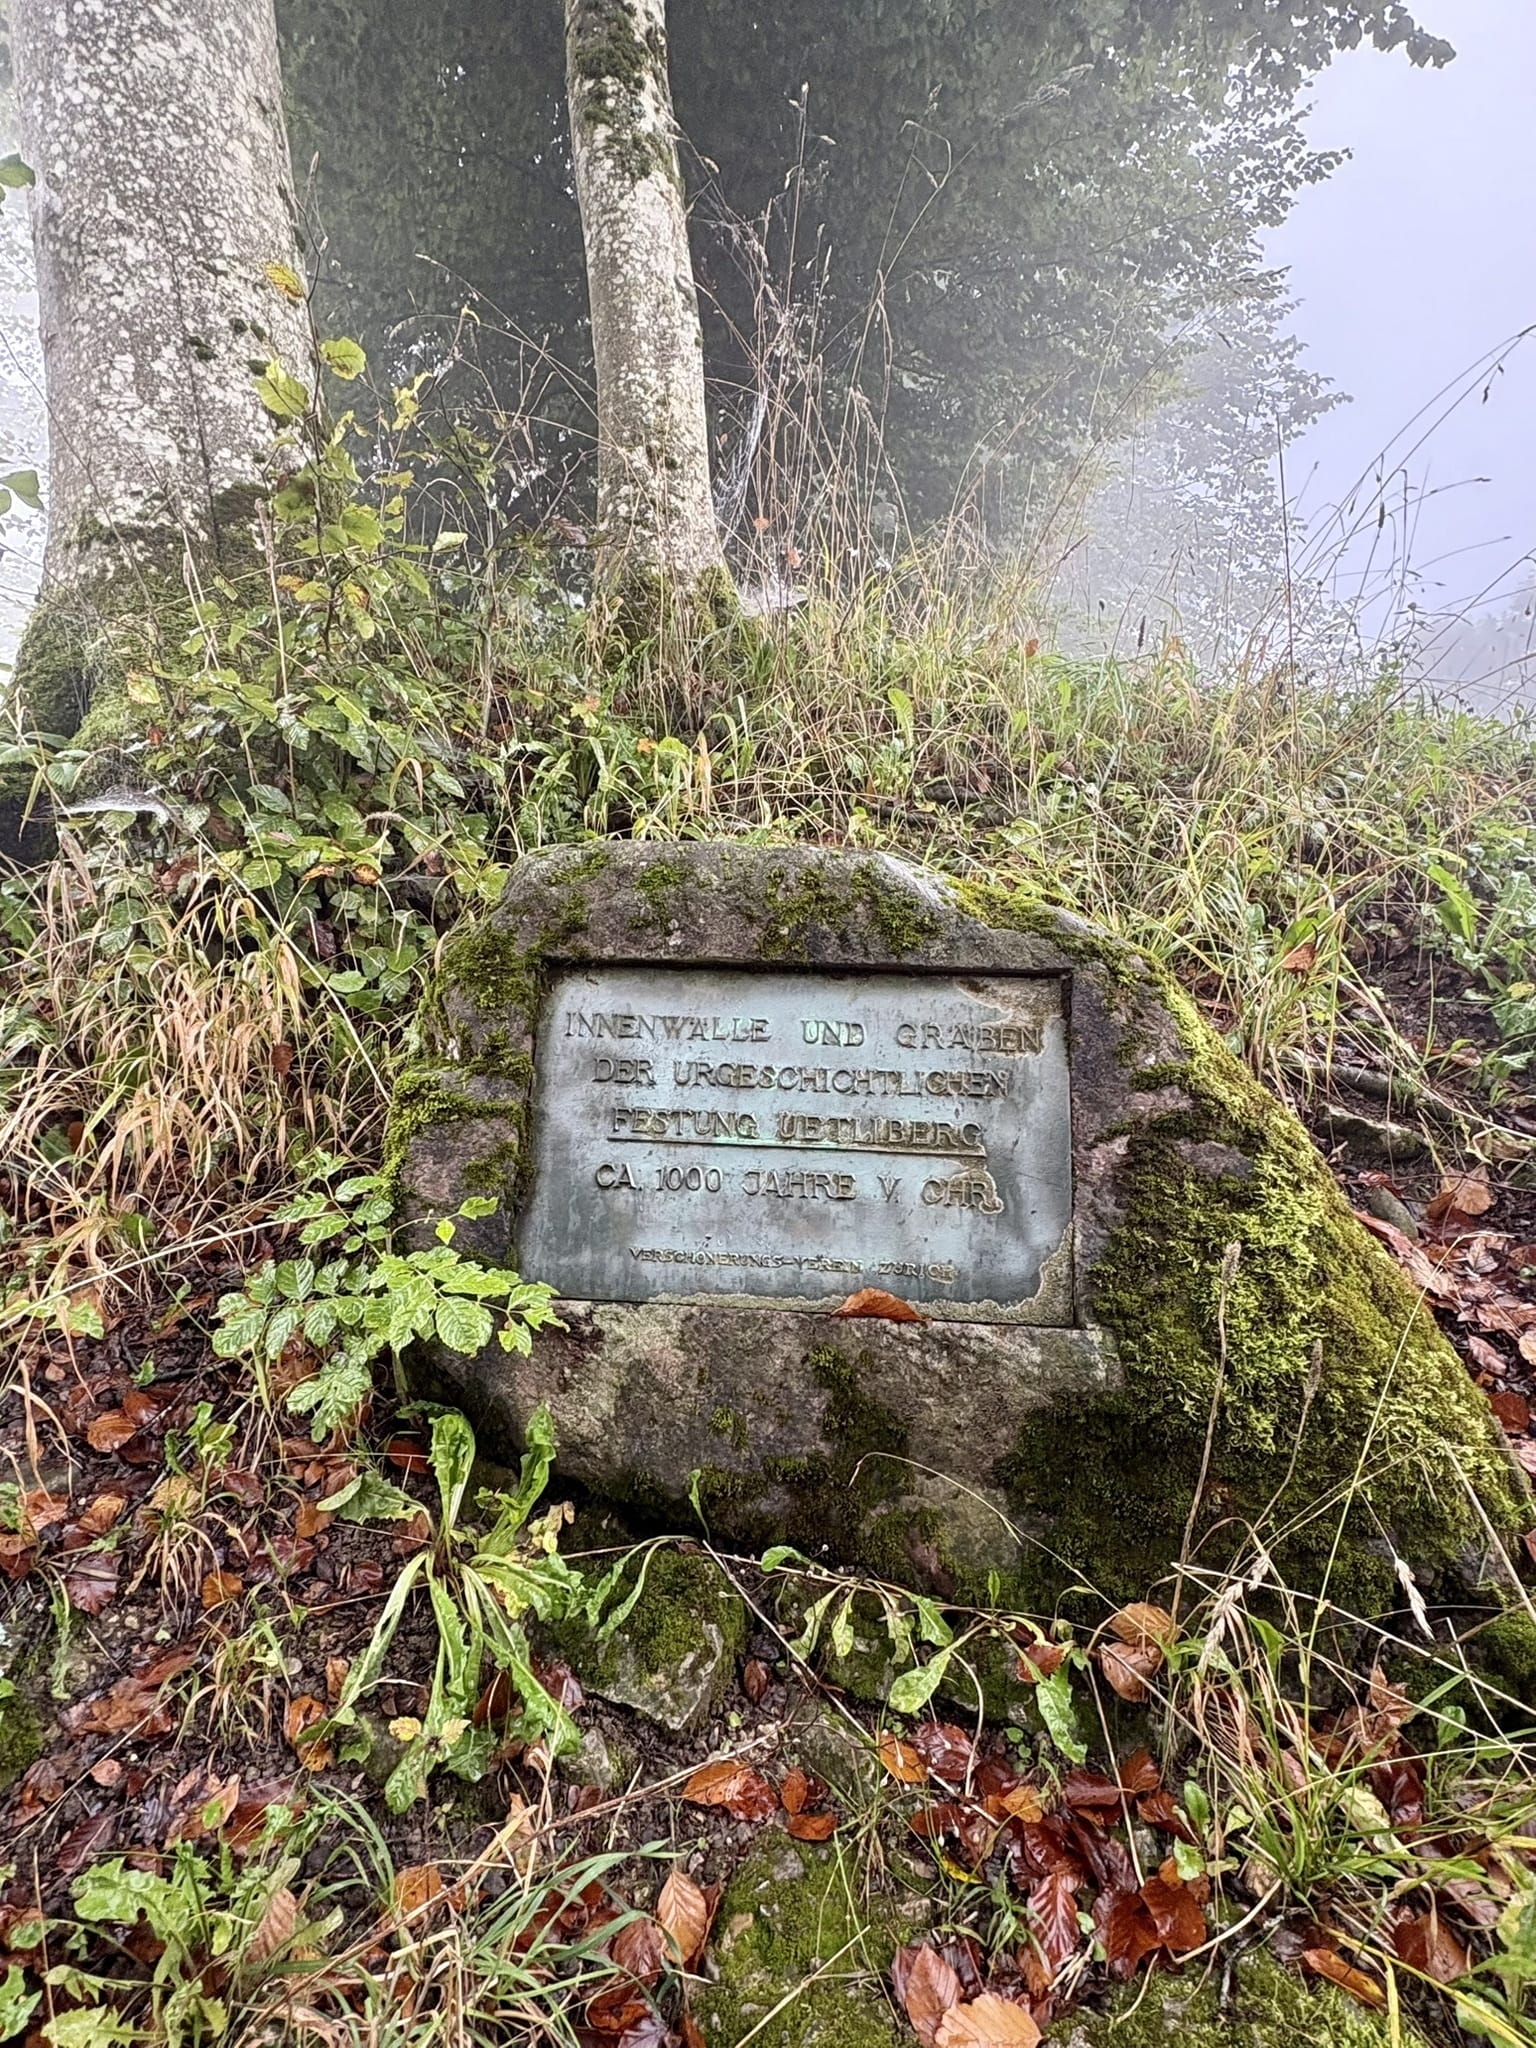 INNENWÄLLE UND GRÄBEN
DER URGESCHICHTLICHEN
FESTUNG UETLIBERG
CA. 1000 JAHRE V. CHR.
VERSCHÖNERUNGS-VEREIN ZÜRICH